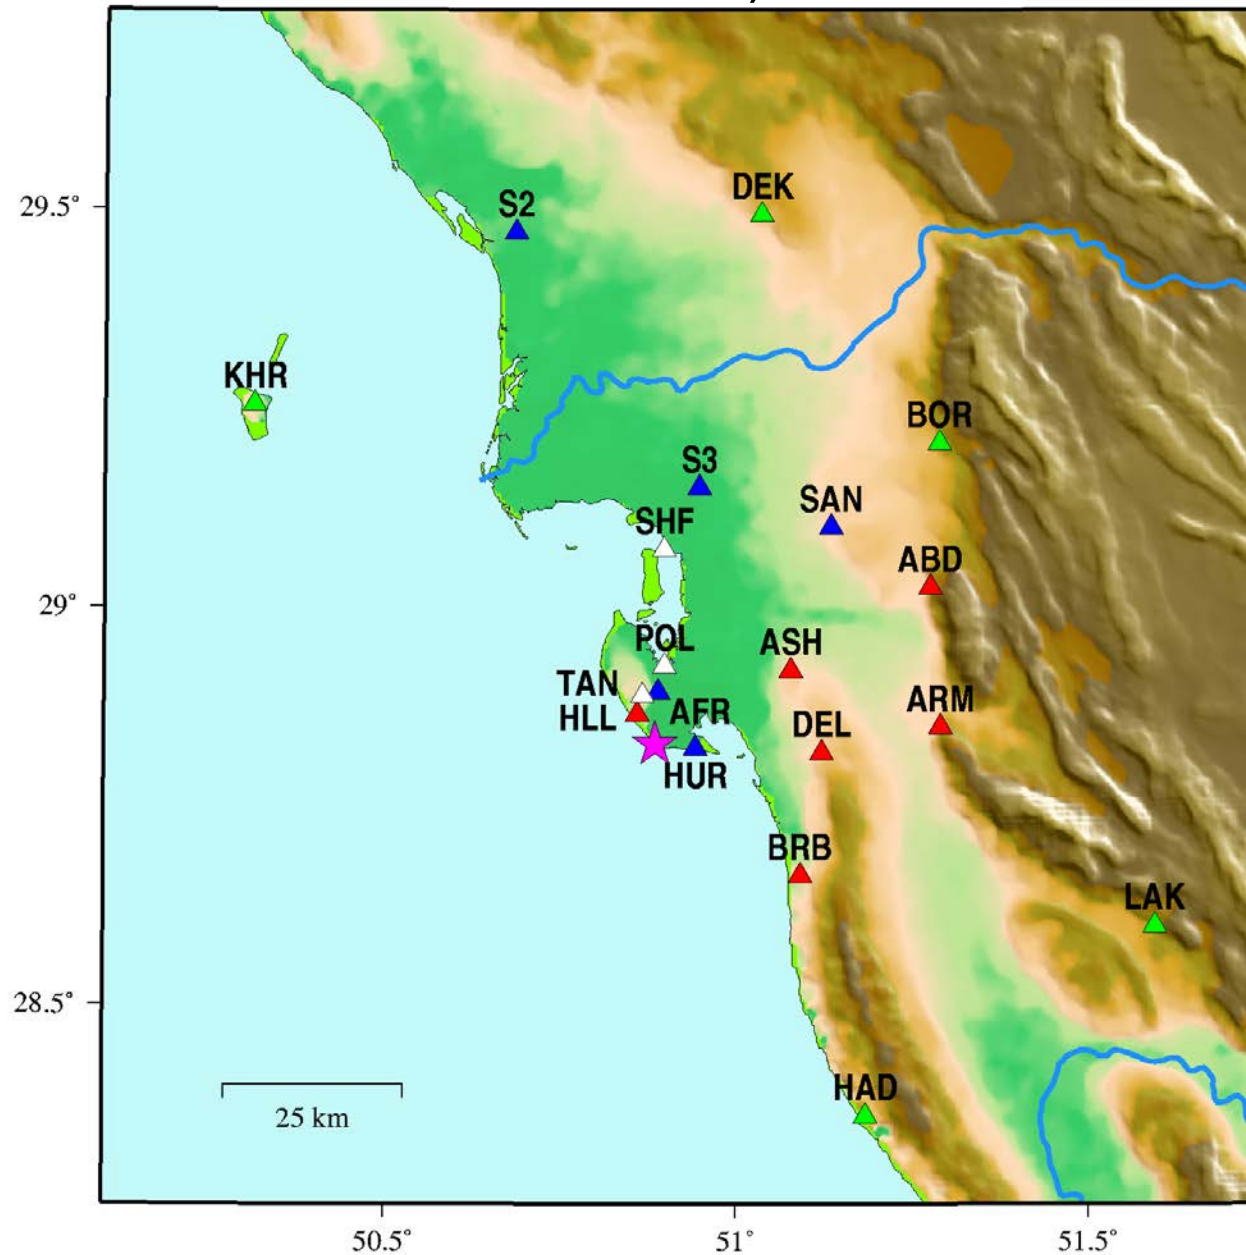 DEK
S2
29.5°
KHR
BOR
S3
SAN
SHF
ABD
29°
POL
ASH
TAN
ARM
HLL
AFR
DEL
HUR
BRB
LAK
28.5°
HAD
25 km
50.5°
51°
51.5°